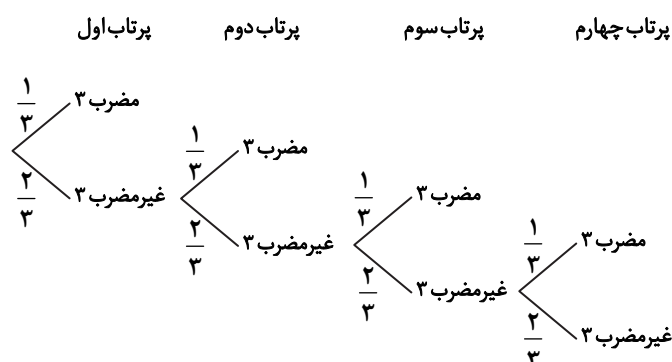 پرتاب اول پرتاب دوم پرتاب سوم پرتاب چهارم
۱/۳ مضرب ۳
۲/۳ غیرمضرب ۳
۱/۳ مضرب ۳
۲/۳ غیرمضرب ۳
۱/۳ مضرب ۳
۲/۳ غیرمضرب ۳
۱/۳ مضرب ۳
۲/۳ غیرمضرب ۳